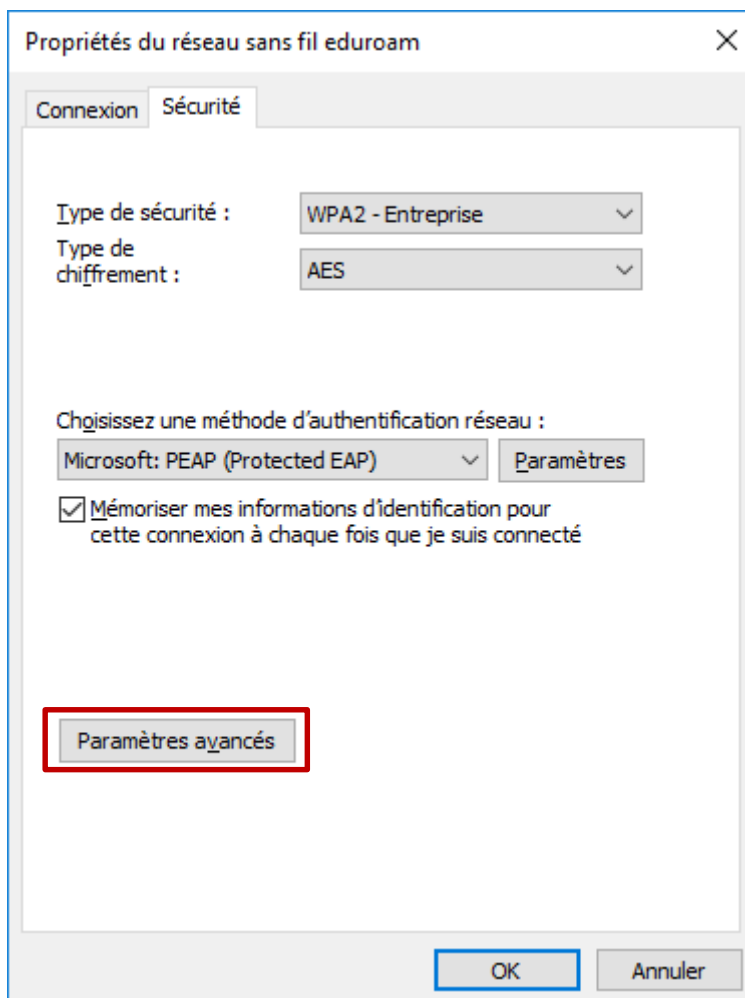 Propriétés du réseau sans fil eduroam
Connexion
Sécurité
Type de sécurité :
WPA2 - Entreprise
Type de
chiffrement :
AES
Choisissez une méthode d'authentification réseau :
Microsoft: PEAP (Protected EAP)
Paramètres
Mémoriser mes informations d'identification pour
cette connexion à chaque fois que je suis connecté
Paramètres avancés
OK
Annuler